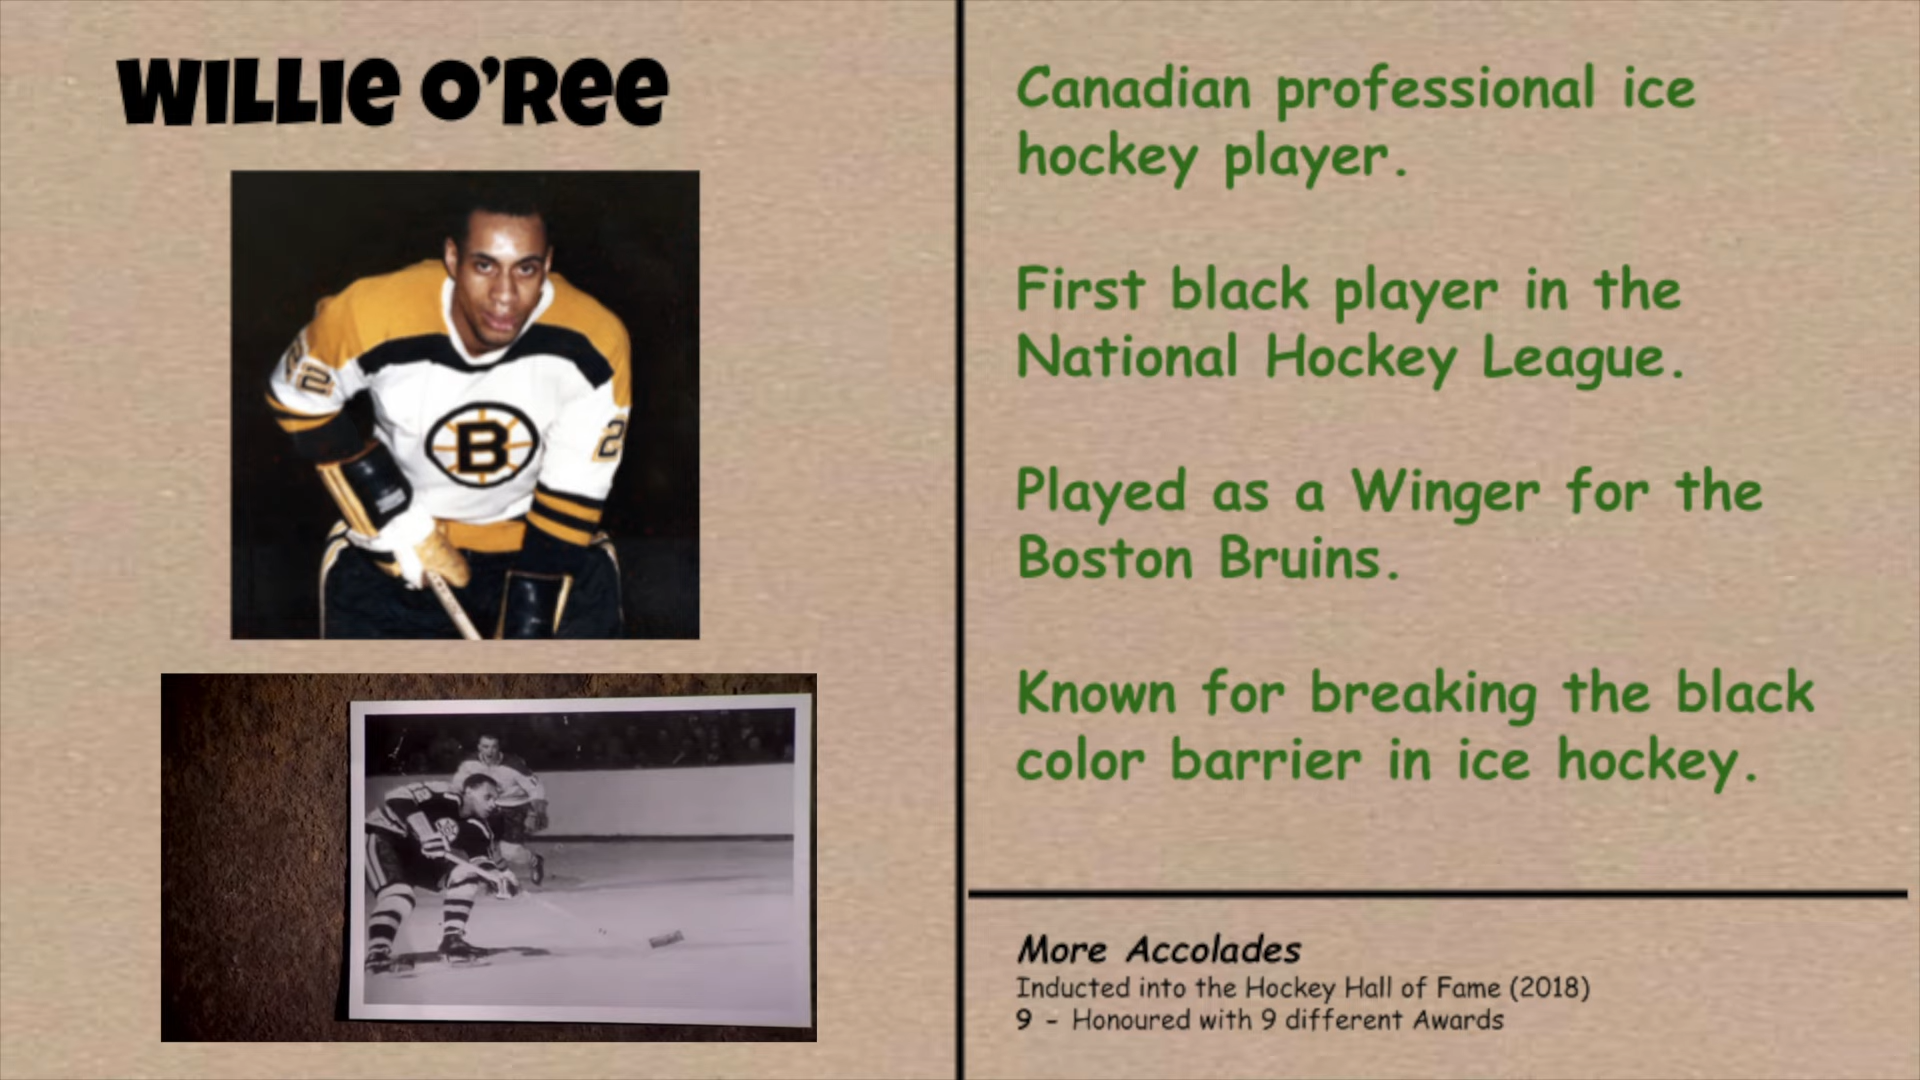 WILLIE O'REE
B
22
2
Canadian professional ice
hockey player.
First black player in the
National Hockey League.
Played as a Winger for the
Boston Bruins.
Known for breaking the black
color barrier in ice hockey.
More Accolades
Inducted into the Hockey Hall of Fame (2018)
9 - Honoured with 9 different Awards